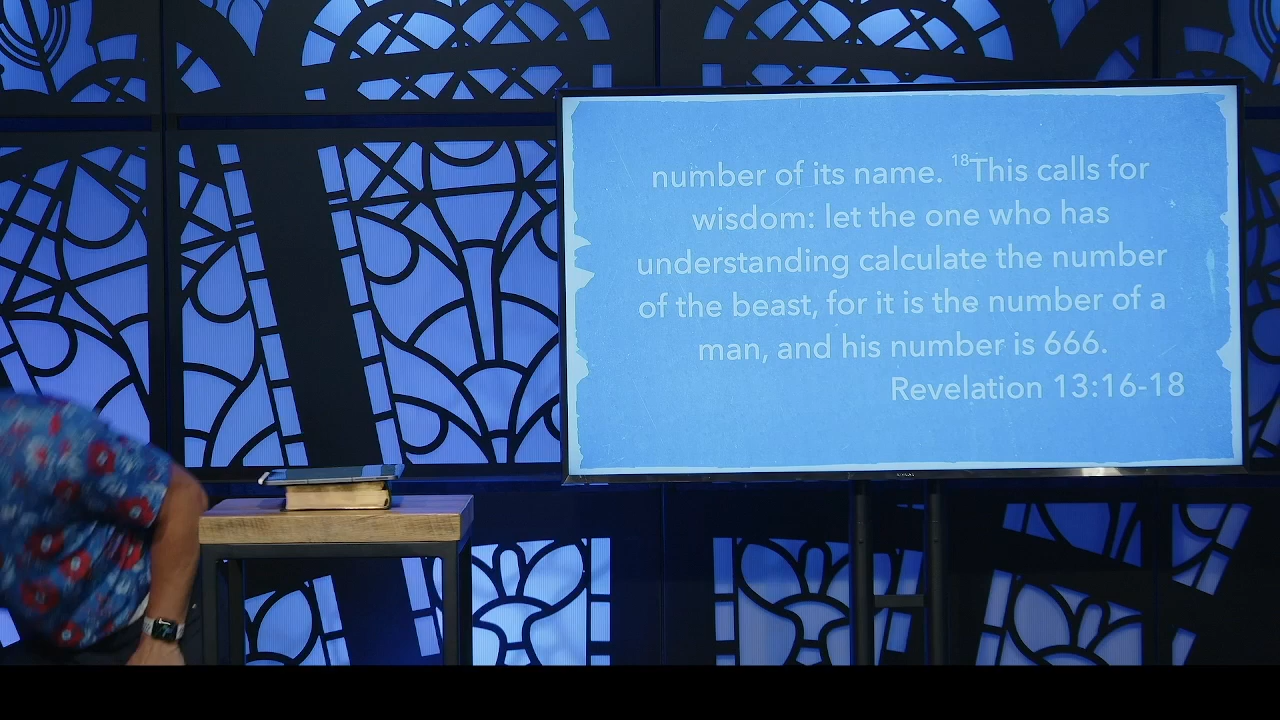 number of its name. ¹⁸This calls for
wisdom: let the one who has
understanding calculate the number
of the beast, for it is the number of a
man, and his number is 666.
Revelation 13:16-18